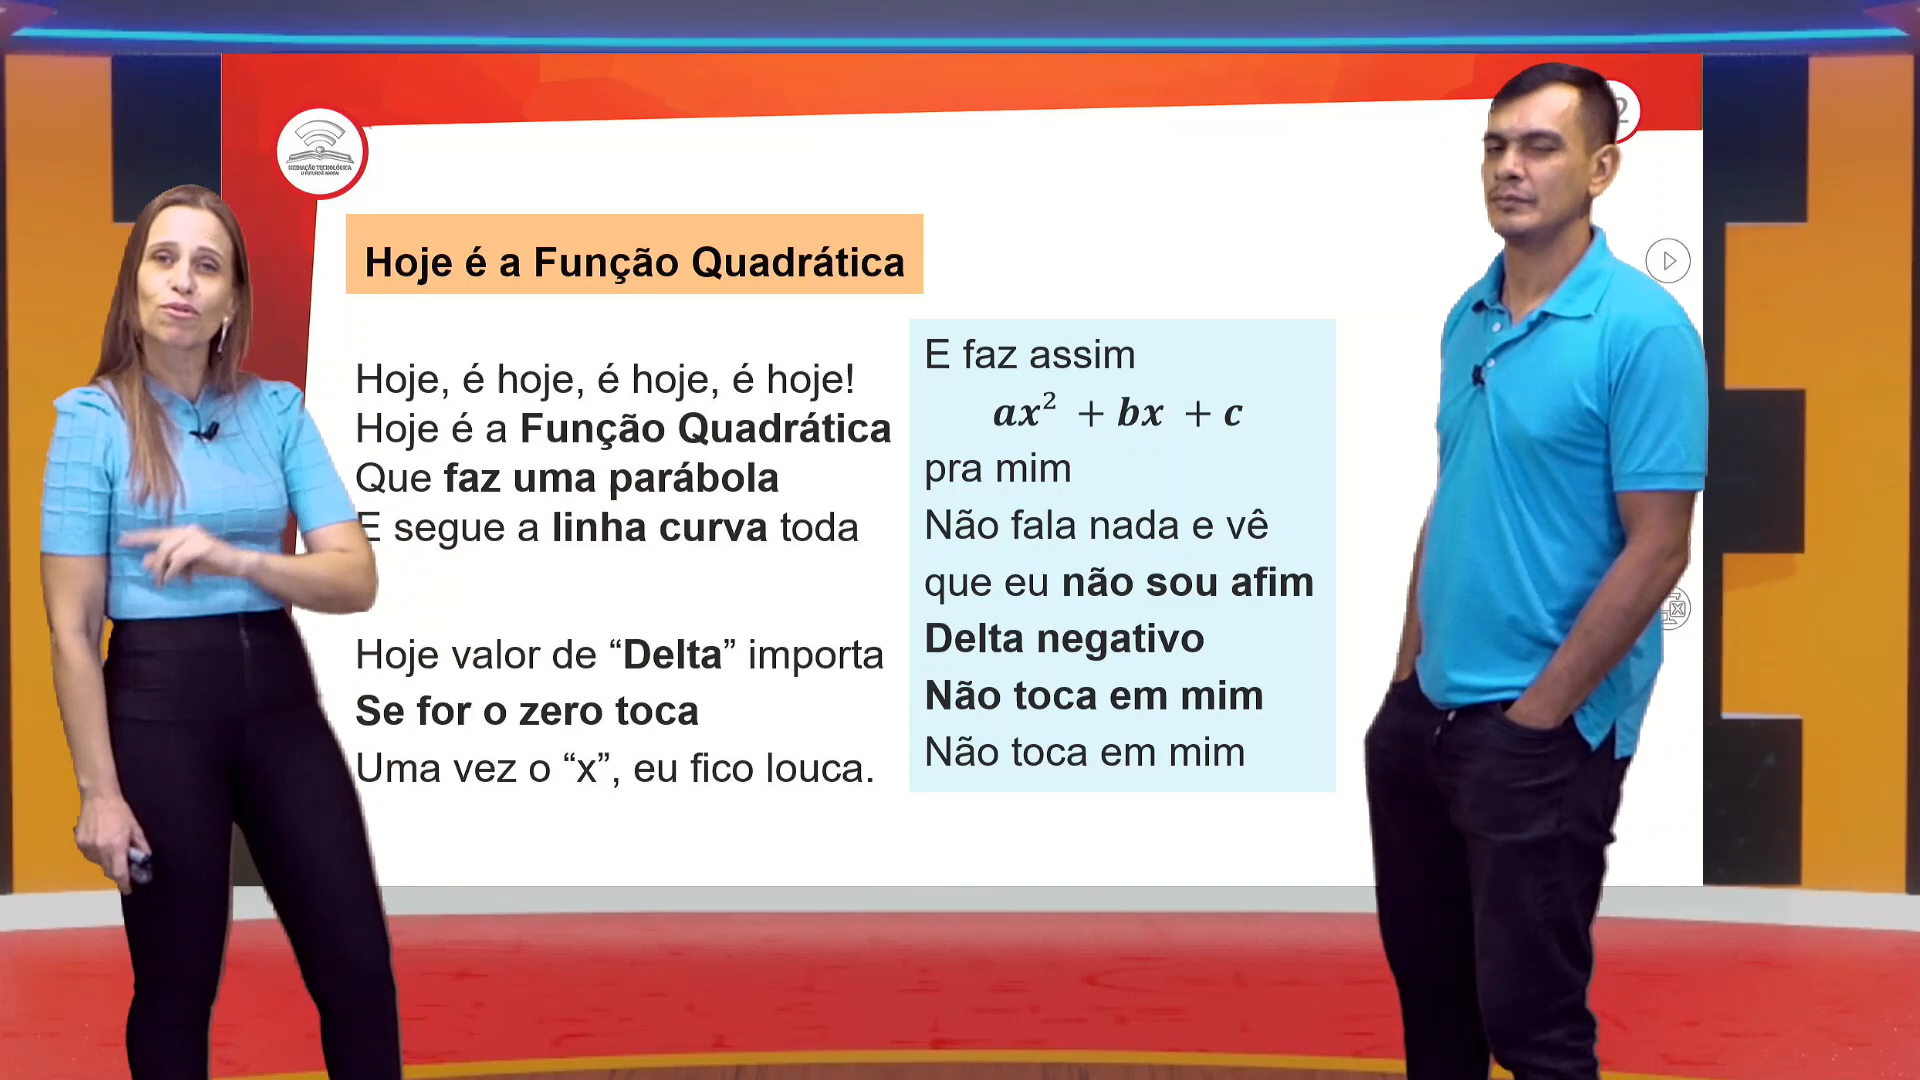 MEDIAÇÃO TECNOLÓGICA
2
Hoje é a Função Quadrática
Hoje, é hoje, é hoje, é hoje!
Hoje é a Função Quadrática
Que faz uma parábola
E segue a linha curva toda
Hoje valor de “Delta” importa
Se for o zero toca
Uma vez o “x”, eu fico louca.
E faz assim
ax² + bx + c
pra mim
Não fala nada e vê
que eu não sou afim
Delta negativo
Não toca em mim
Não toca em mim